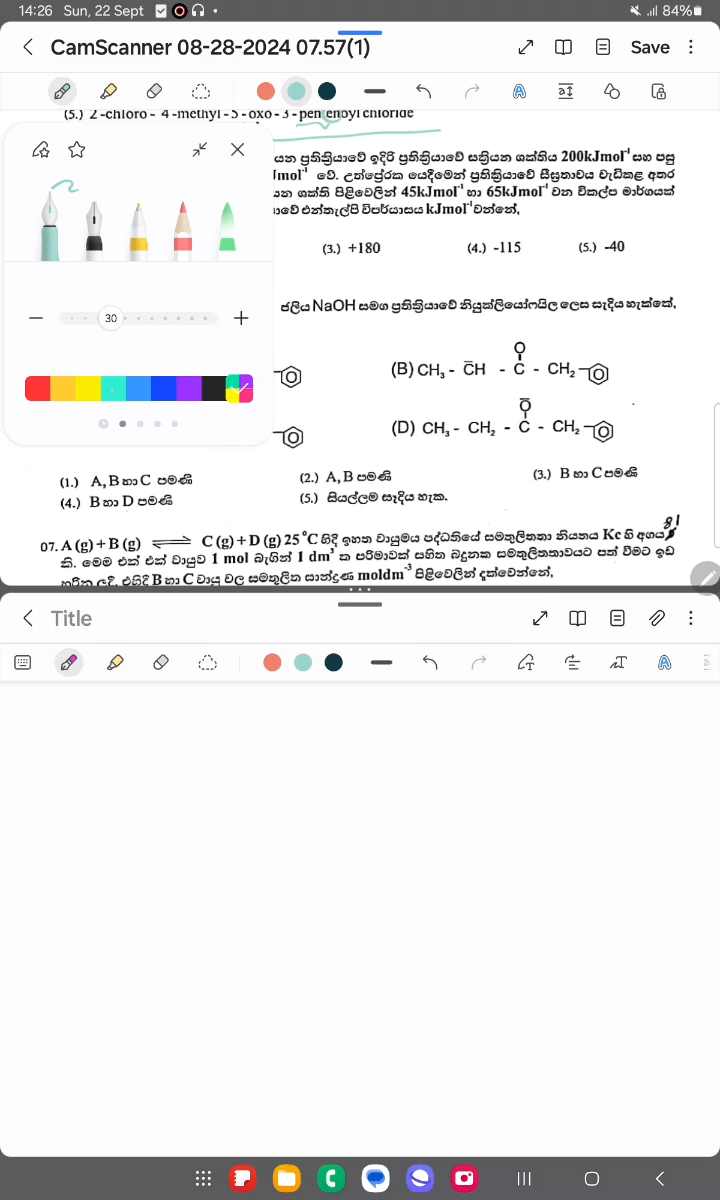 14:26 Sun, 22 Sept 84%
CamScanner 08-28-2024 07.57(1) Save
(5.) 2-chloro- 4-methyl-5-oxo-3-pentenoyl chloride
යන ප්‍රතික්‍රියාවේ ඉදිරි ප්‍රතික්‍රියාවේ සක්‍රියන ශක්තිය 200kJmol⁻¹ සහ පසු
වේ. උත්ප්‍රේරක යෙදීමෙන් ප්‍රතික්‍රියාවේ සීඝ්‍රතාවය වැඩිකළ අතර
යන ශක්ති පිළිවෙලින් 45kJmol⁻¹ හා 65kJmol⁻¹ වන විකල්ප මාර්ගයක්
එන්තැල්පි විපර්යාසය kJmol⁻¹ වන්නේ,
(3.) +180 (4.) -115 (5.) -40
30
ජලිය NaOH සමග ප්‍රතික්‍රියාවේ නියුක්ලියෝෆයිල ලෙස සැදිය හැක්කේ,
O
(B) CH₃ - C̄H - C - CH₂
Ō
(D) CH₃ - CH₂ - C - CH₂
(1.) A, B හා C පමණි (2.) A, B පමණි (3.) B හා C පමණි
(4.) B හා D පමණි (5.) සියල්ලම සෑදිය හැක.
81
07. A (g) + B (g) ⇌ C (g) + D (g) 25 °C හිදී ඉහත වායුමය පද්ධතියේ සමතුලිතතා නියතය Kc හි අගය
කි. මෙම එක් එක් වායුව 1 mol බැගින් 1 dm³ ක පරිමාවක් සහිත බදුනක සමතුලිතතාවයට පත් වීමට ඉඩ
හරින ලදී. එහිදී B හා C වායු වල සමතුලිත සාන්ද්‍රණ moldm⁻³ පිළිවෙලින් දක්වෙන්නේ,
Title